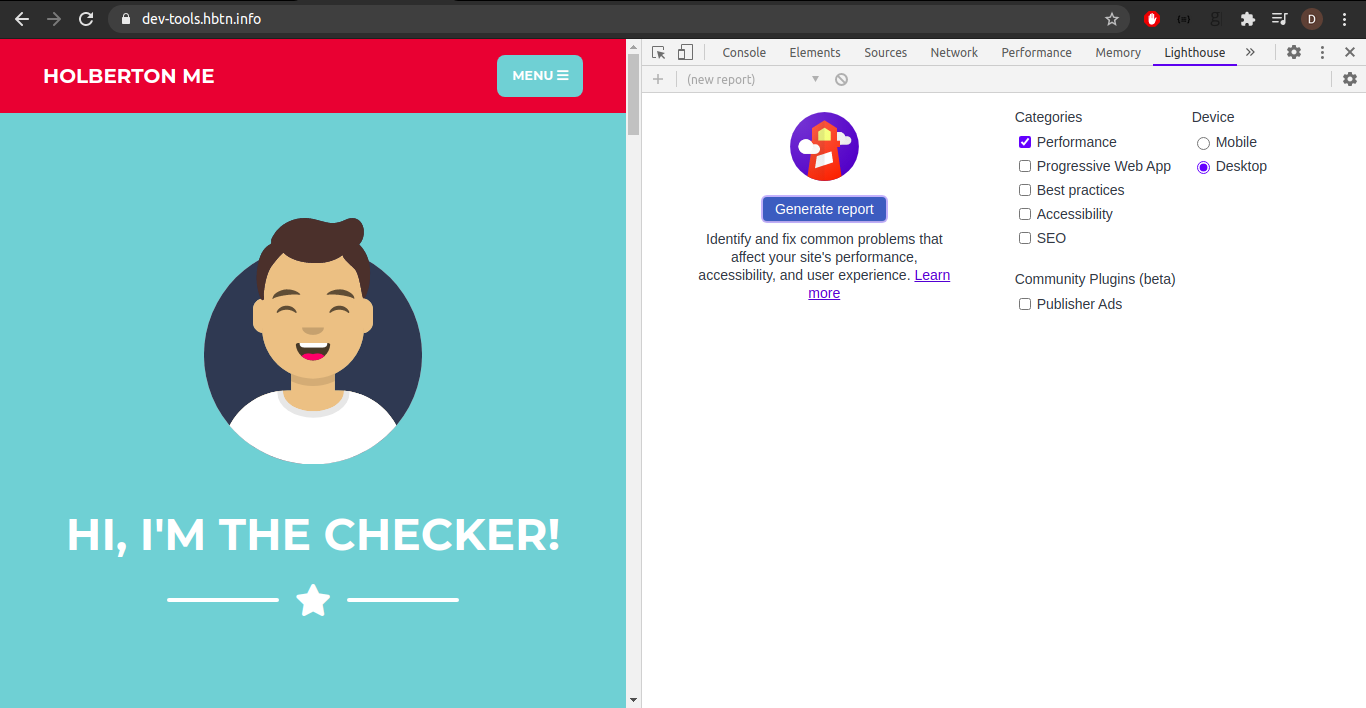 dev-tools.hbtn.info
D
HOLBERTON ME
MENU
HI, I'M THE CHECKER!
Console Elements Sources Network Performance Memory Lighthouse
(new report)
Generate report
Identify and fix common problems that
affect your site's performance,
accessibility, and user experience. Learn
more
Categories
Performance
Progressive Web App
Best practices
Accessibility
SEO
Community Plugins (beta)
Publisher Ads
Device
Mobile
Desktop